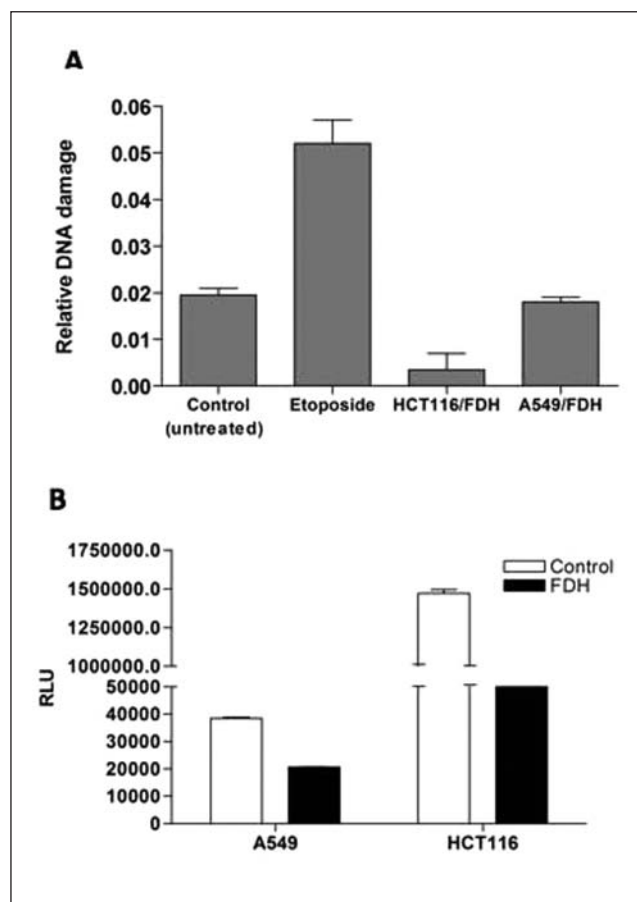 A
Relative DNA damage
0.06
0.05
0.04
0.03
0.02
0.01
0.00
Control
(untreated)
Etoposide
HCT116/FDH
A549/FDH
B
RLU
1750000.0
1500000.0
1250000.0
1000000.0
50000
40000
30000
20000
10000
0
Control
FDH
A549
HCT116